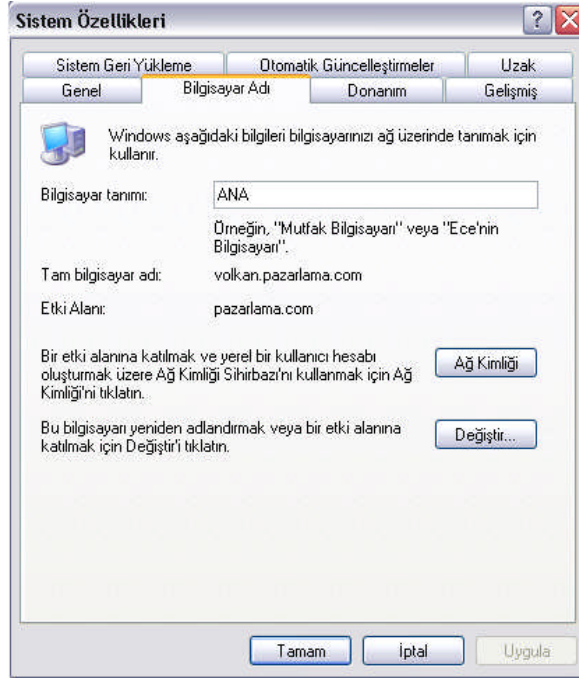 Sistem Özellikleri
Sistem Geri Yükleme Otomatik Güncelleştirmeler Uzak
Genel Bilgisayar Adı Donanım Gelişmiş
Windows aşağıdaki bilgileri bilgisayarınızı ağ üzerinde tanımak için
kullanır.
Bilgisayar tanımı: ANA
Örneğin, "Mutfak Bilgisayarı" veya "Ece'nin
Bilgisayarı".
Tam bilgisayar adı: volkan.pazarlama.com
Etki Alanı: pazarlama.com
Bir etki alanına katılmak ve yerel bir kullanıcı hesabı
oluşturmak üzere Ağ Kimliği Sihirbazı'nı kullanmak için Ağ
Kimliği'ni tıklatın.
Ağ Kimliği
Bu bilgisayarı yeniden adlandırmak veya bir etki alanına
katılmak için Değiştir'i tıklatın.
Değiştir...
Tamam İptal Uygula